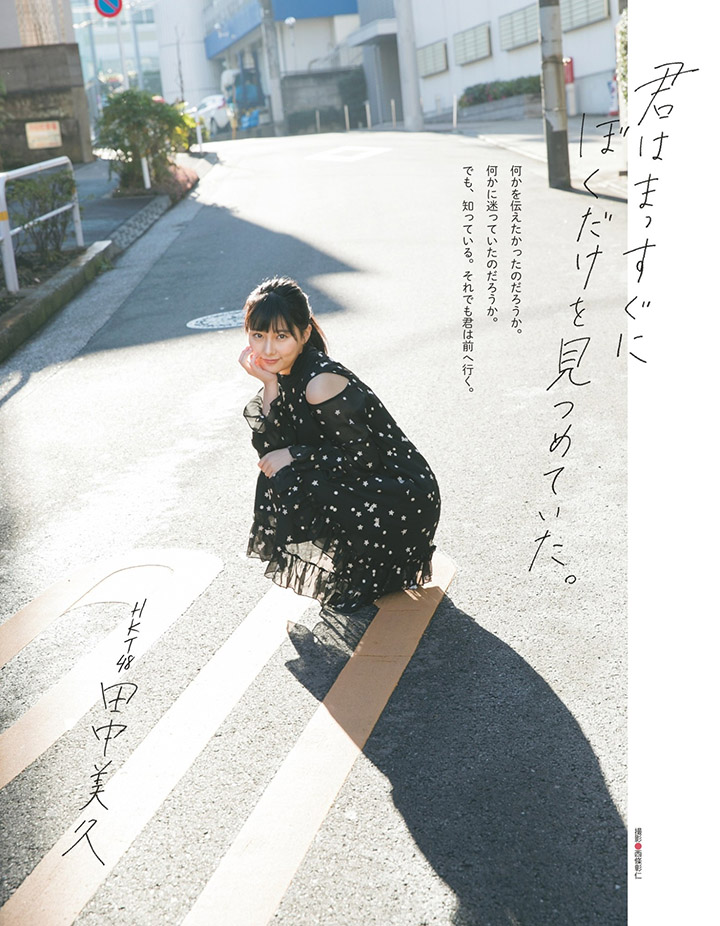 君はまっすぐに
ぼくだけを見つめていた。
何かを伝えたかったのだろうか。
何かに迷っていたのだろうか。
でも、知っている。それでも君は前へ行く。
HKT48 田中美久
撮影●西條彰仁